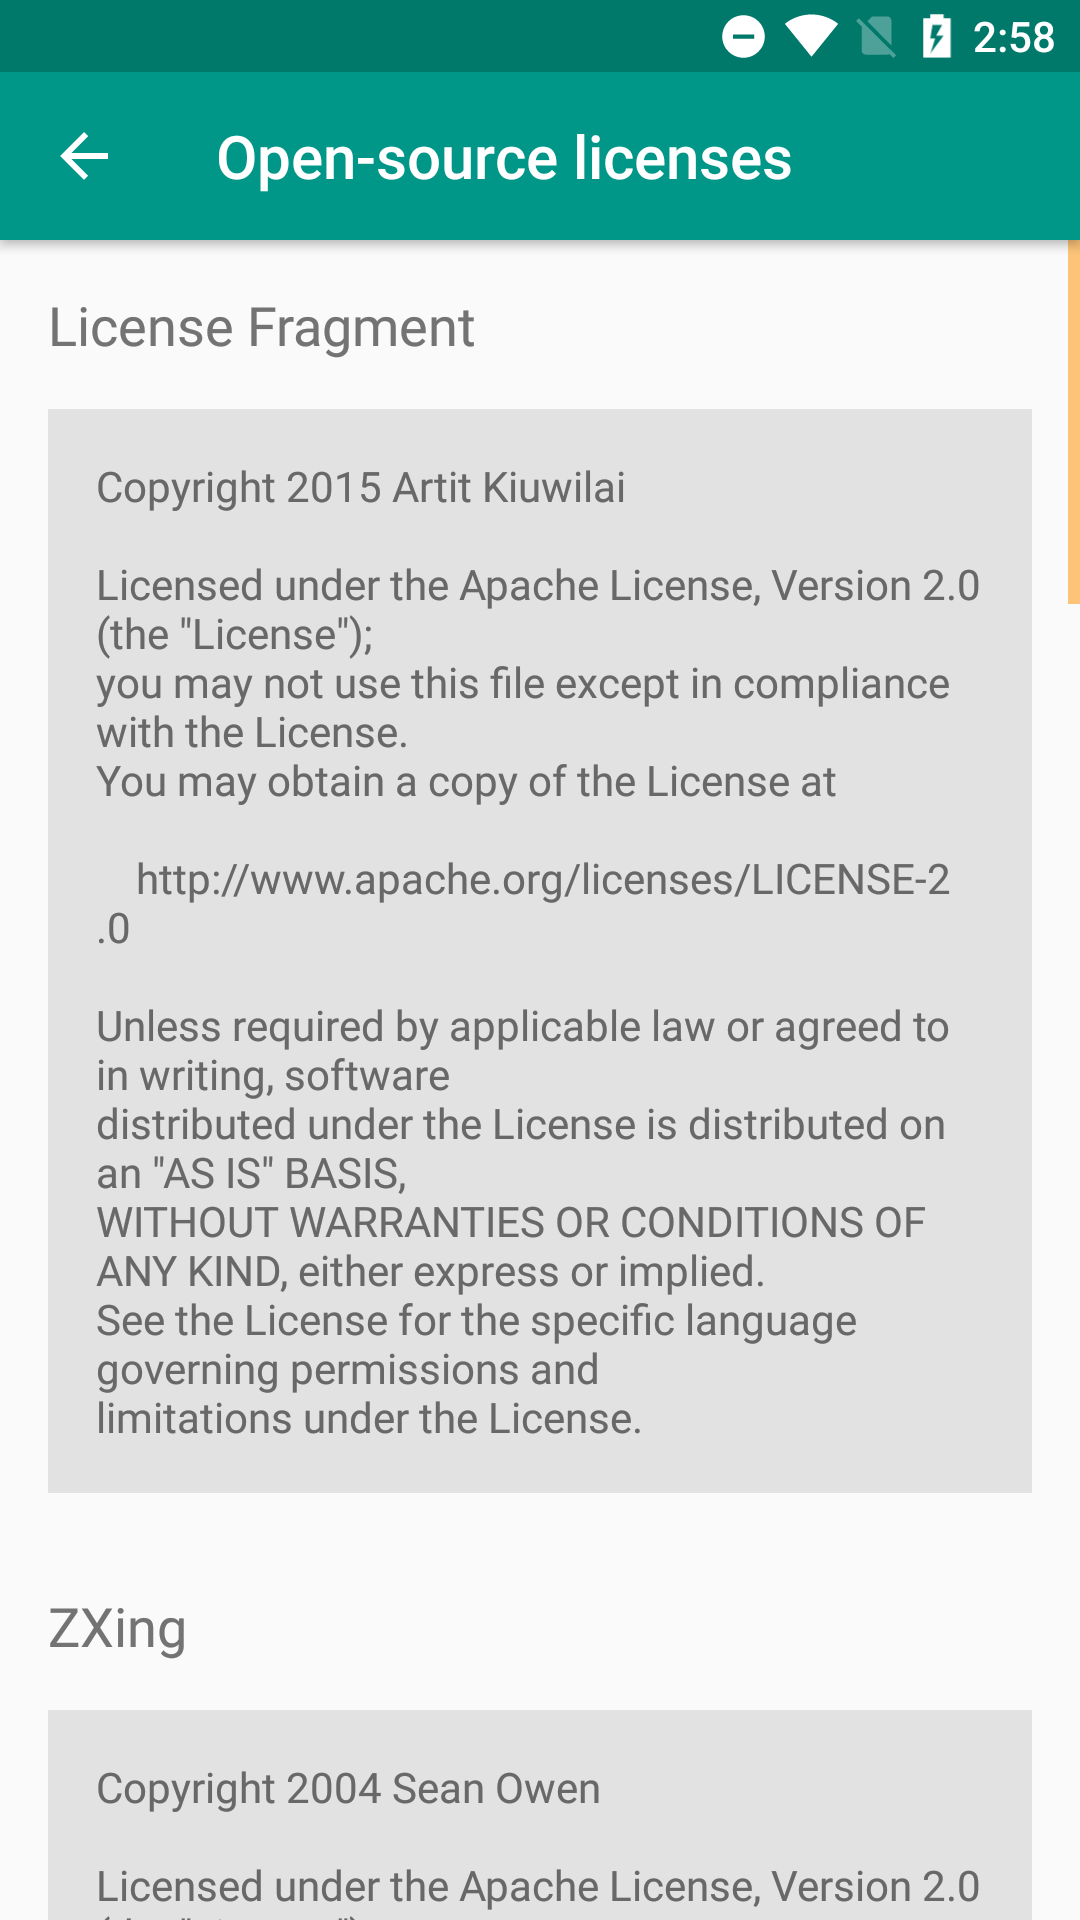 2:58
Open-source licenses
License Fragment
Copyright 2015 Artit Kiuwilai
Licensed under the Apache License, Version 2.0
(the "License");
you may not use this file except in compliance
with the License.
You may obtain a copy of the License at
http://www.apache.org/licenses/LICENSE-2
.0
Unless required by applicable law or agreed to
in writing, software
distributed under the License is distributed on
an "AS IS" BASIS,
WITHOUT WARRANTIES OR CONDITIONS OF
ANY KIND, either express or implied.
See the License for the specific language
governing permissions and
limitations under the License.
ZXing
Copyright 2004 Sean Owen
Licensed under the Apache License, Version 2.0